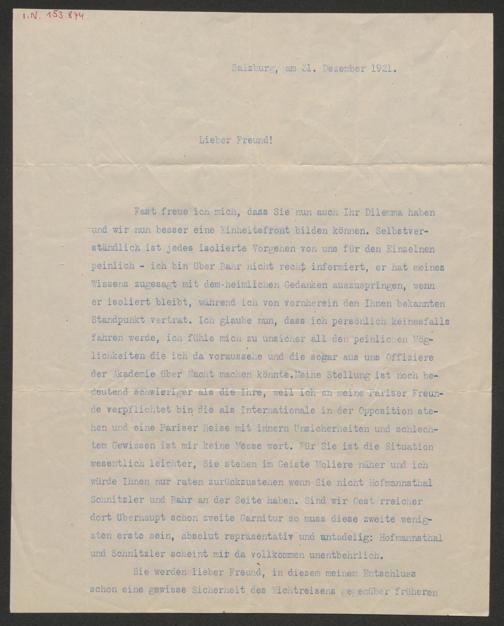 I.N. 153.874
Salzburg, am 31. Dezember 1921.
Lieber Freund!
Fast freue ich mich, dass Sie nun auch Ihr Dilemma haben
und wir nun besser eine Einheitsfront bilden können. Selbstver-
ständlich ist jedes isolierte Vorgehen von uns für den Einzelnen
peinlich - ich bin über Bahr nicht recht informiert, er hat meines
Wissens zugesagt mit dem heimlichen Gedanken auszuspringen, wenn
er isoliert bleibt, während ich von vornherein den Ihnen bekannten
Standpunkt vertrat. Ich glaube nun, dass ich persönlich keinesfalls
fahren werde, ich fühle mich zu unsicher all den peinlichen Mög-
lichkeiten die ich da voraussehe und die sogar aus uns Offiziere
der Akademie über Nacht machen könnte. Meine Stellung ist noch be-
deutend schwieriger als die Ihre, weil ich an meine Pariser Freun-
de verpflichtet bin die als Internationale in der Opposition ste-
hen und eine Pariser Reise mit innern Unsicherheiten und schlech-
tem Gewissen ist mir keine Messe wert. Für Sie ist die Situation
wesentlich leichter, Sie stehen im Geiste Moliere näher und ich
würde Ihnen nur raten zurückzustehen wenn Sie nicht Hofmannsthal
Schnitzler und Bahr an der Seite haben. Sind wir Oest rreicher
dort überhaupt schon zweite Garnitur so muss diese zweite wenig-
sten erste sein, absolut repräsentativ und untadelig: Hofmannsthal
und Schnitzler scheint mir da vollkommen unentbehrlich.
Sie werden lieber Freund, in diesem meinem Entschluss
schon eine gewisse Sicherheit des Nichtreisens gegenüber früheren